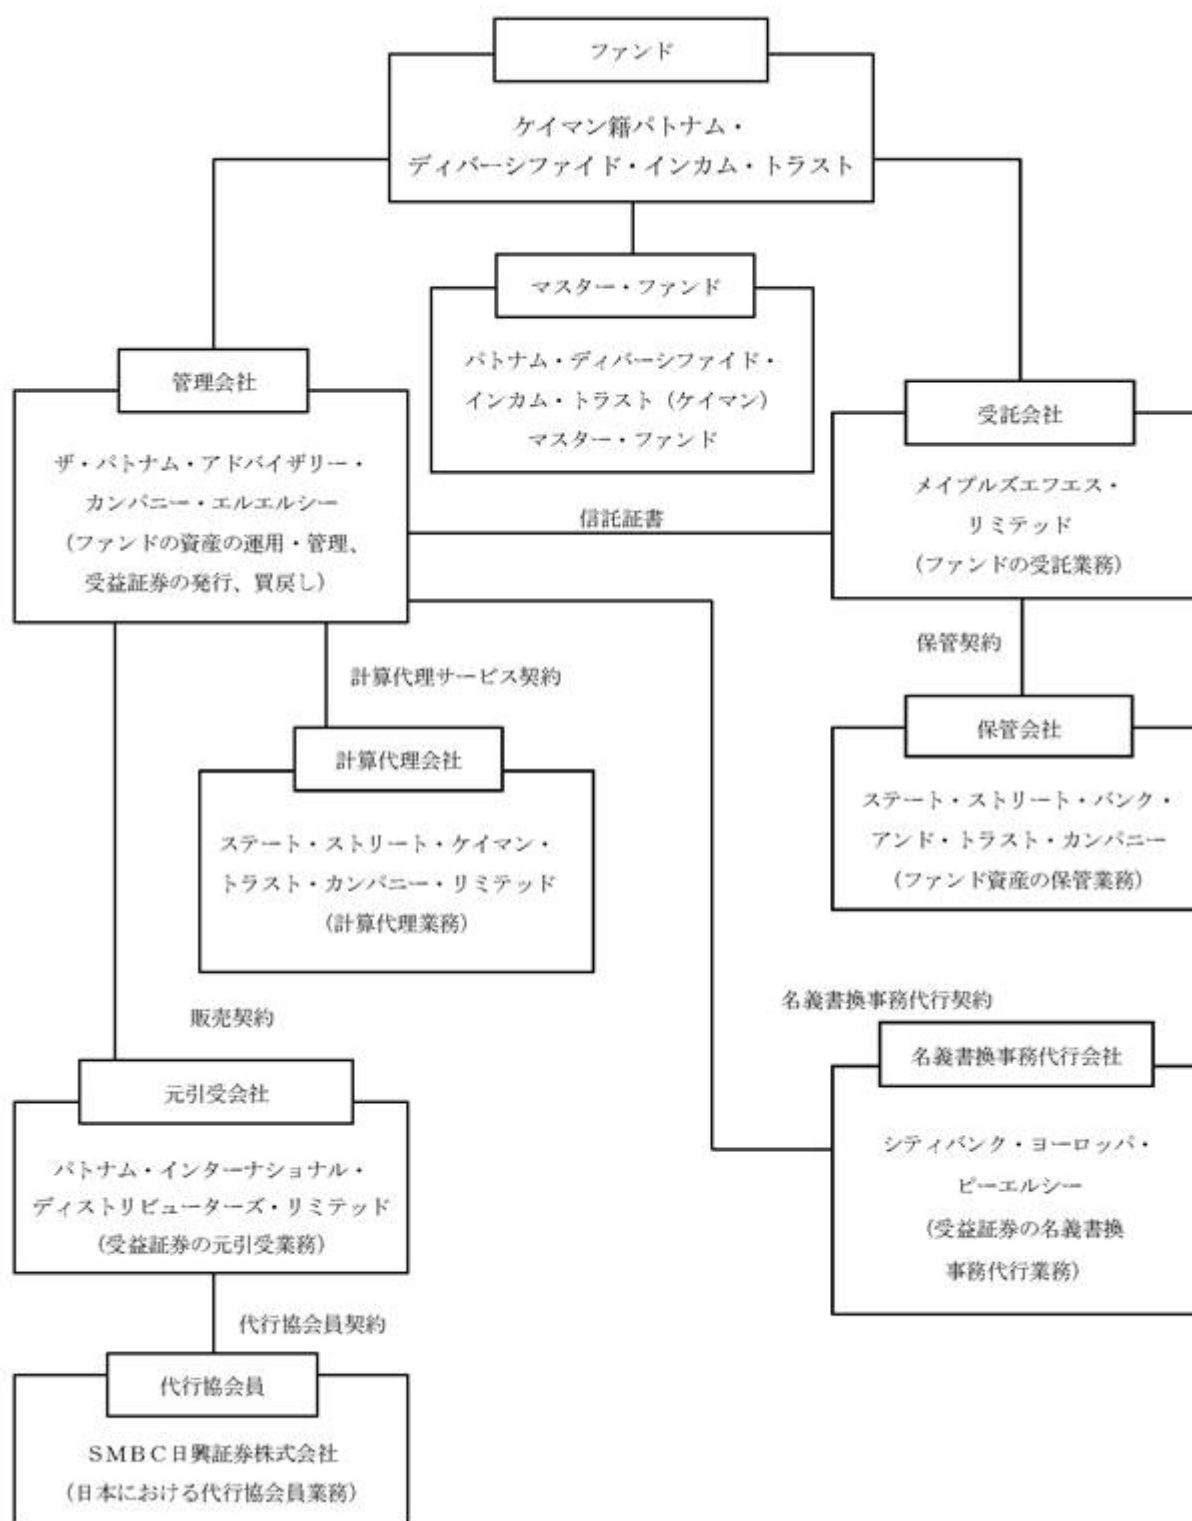 ファンド
ケイマン籍パトナム・
ディバーシファイド・インカム・トラスト
マスター・ファンド
パトナム・ディバーシファイド・
インカム・トラスト（ケイマン）
マスター・ファンド
管理会社
ザ・パトナム・アドバイザリー・
カンパニー・エルエルシー
（ファンドの資産の運用・管理、
受益証券の発行、買戻し）
受託会社
メイプルズエフエス・
リミテッド
（ファンドの受託業務）
信託証書
保管契約
計算代理サービス契約
保管会社
ステート・ストリート・バンク・
アンド・トラスト・カンパニー
（ファンド資産の保管業務）
計算代理会社
ステート・ストリート・ケイマン・
トラスト・カンパニー・リミテッド
（計算代理業務）
名義書換事務代行契約
販売契約
名義書換事務代行会社
シティバンク・ヨーロッパ・
ピーエルシー
（受益証券の名義書換
事務代行業務）
元引受会社
パトナム・インターナショナル・
ディストリビューターズ・リミテッド
（受益証券の元引受業務）
代行協会員契約
代行協会員
ＳＭＢＣ日興証券株式会社
（日本における代行協会員業務）